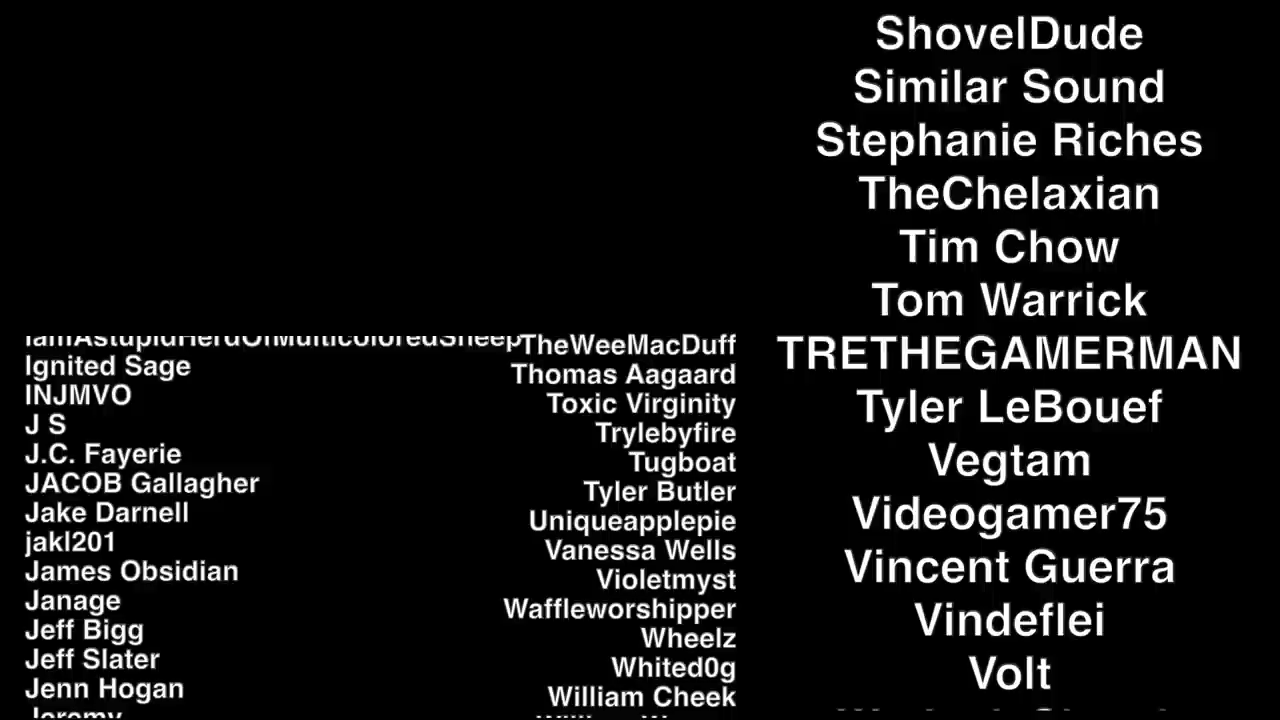 IamAstupidHerdOfMulticoloredSheep
Ignited Sage
INJMVO
J S
J.C. Fayerie
JACOB Gallagher
Jake Darnell
jakl201
James Obsidian
Janage
Jeff Bigg
Jeff Slater
Jenn Hogan
Jeremy
TheWeeMacDuff
Thomas Aagaard
Toxic Virginity
Trylebyfire
Tugboat
Tyler Butler
Uniqueapplepie
Vanessa Wells
Violetmyst
Waffleworshipper
Wheelz
Whited0g
William Cheek
ShovelDude
Similar Sound
Stephanie Riches
TheChelaxian
Tim Chow
Tom Warrick
TRETHEGAMERMAN
Tyler LeBouef
Vegtam
Videogamer75
Vincent Guerra
Vindeflei
Volt